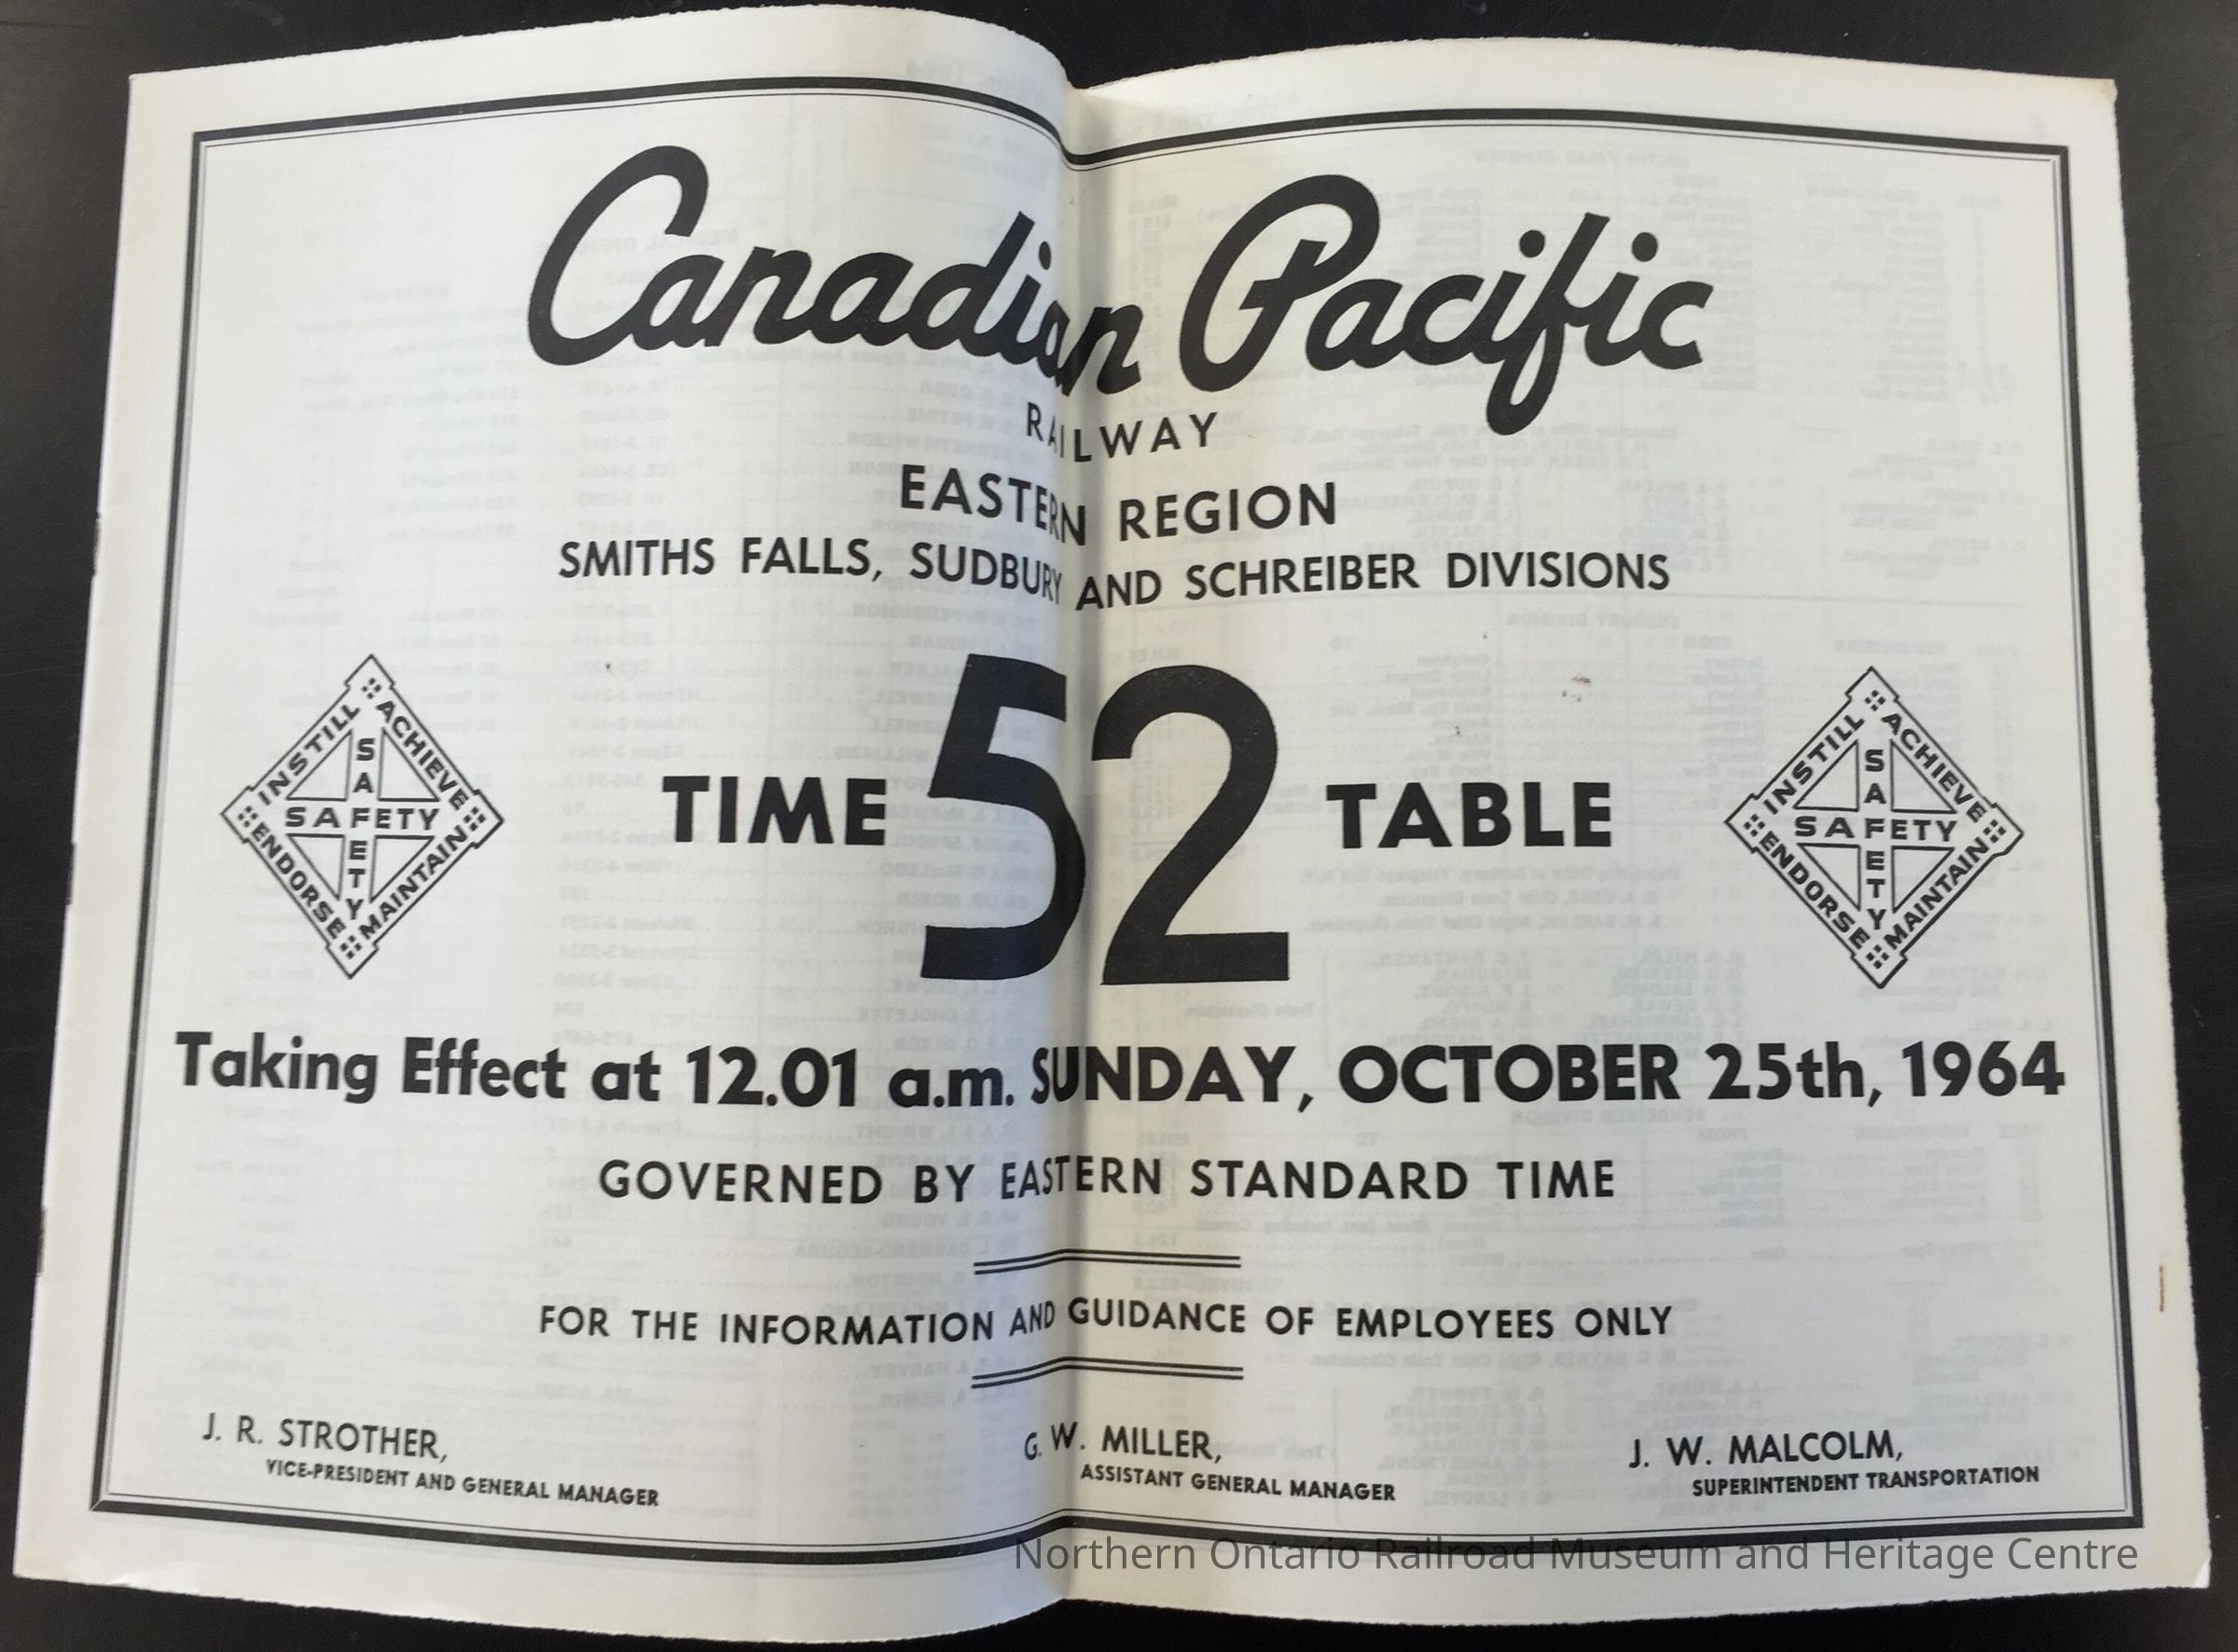 Canadian Pacific
RAILWAY
EASTERN REGION
SMITHS FALLS, SUDBURY AND SCHREIBER DIVISIONS
INSTILL ACHIEVE
SAFETY
SAFETY
ENDORSE MAINTAIN
TIME 52 TABLE
INSTILL ACHIEVE
SAFETY
SAFETY
ENDORSE MAINTAIN
Taking Effect at 12.01 a.m. SUNDAY, OCTOBER 25th, 1964
GOVERNED BY EASTERN STANDARD TIME
FOR THE INFORMATION AND GUIDANCE OF EMPLOYEES ONLY
J. R. STROTHER,
VICE-PRESIDENT AND GENERAL MANAGER
G. W. MILLER,
ASSISTANT GENERAL MANAGER
J. W. MALCOLM,
SUPERINTENDENT TRANSPORTATION
Northern Ontario Railroad Museum and Heritage Centre